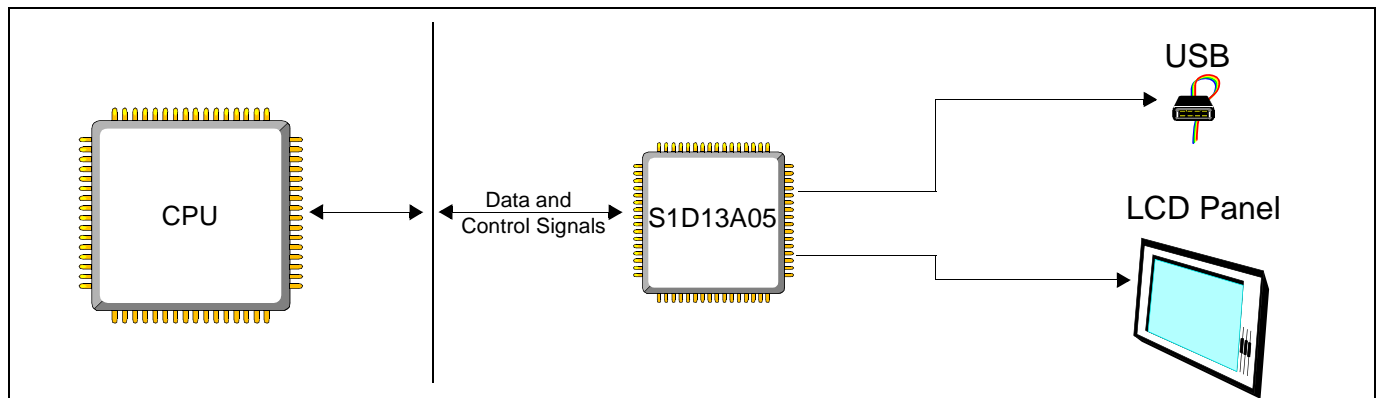 USB
CPU
Data and
Control Signals
S1D13A05
LCD Panel